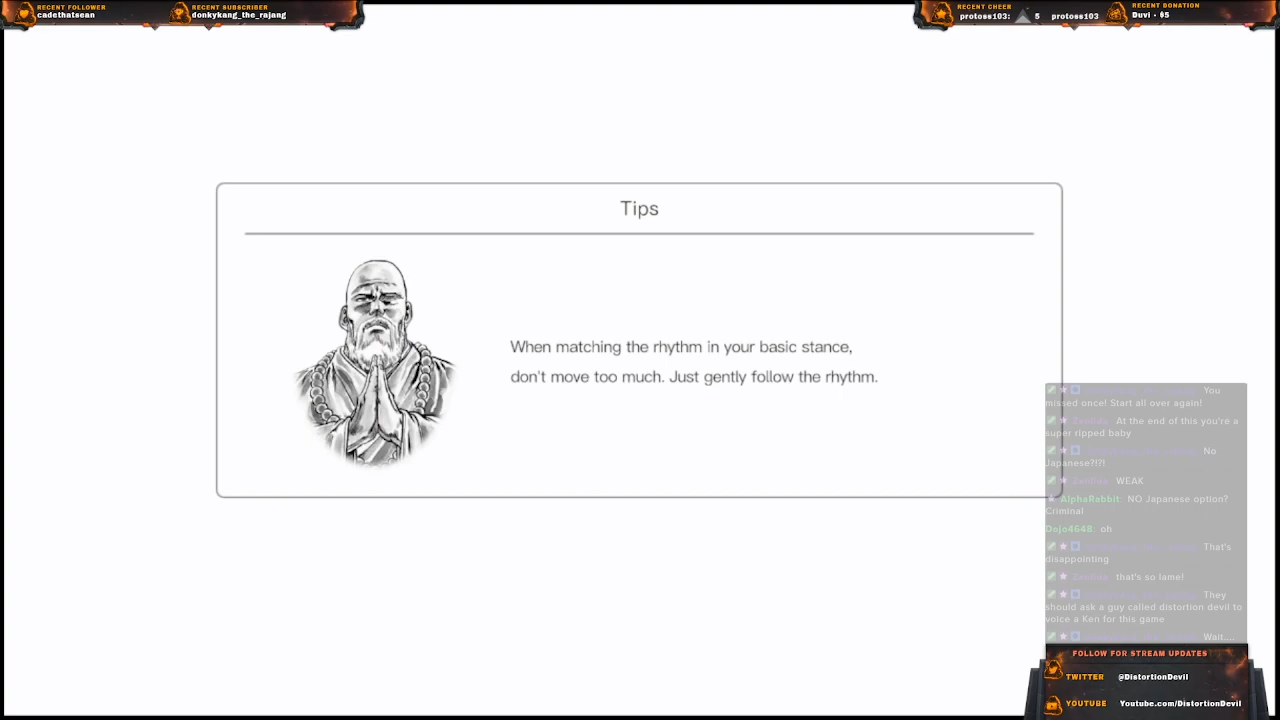 RECENT FOLLOWER
cadethatsean
RECENT SUBSCRIBER
donkykang_the_rajang
RECENT CHEER
protoss103: 5 protoss103
RECENT DONATION
Duvi - $5
Tips
When matching the rhythm in your basic stance,
don't move too much. Just gently follow the rhythm.
You
missed once! Start all over again!
At the end of this you're a
super ripped baby
No
Japanese?!?!
WEAK
AlphaRabbit: NO Japanese option?
Criminal
Dojo4648: oh
That's
disappointing
that's so lame!
They
should ask a guy called distortion devil to
voice a Ken for this game
Wait....
FOLLOW FOR STREAM UPDATES
TWITTER @DistortionDevil
YOUTUBE Youtube.com/DistortionDevil